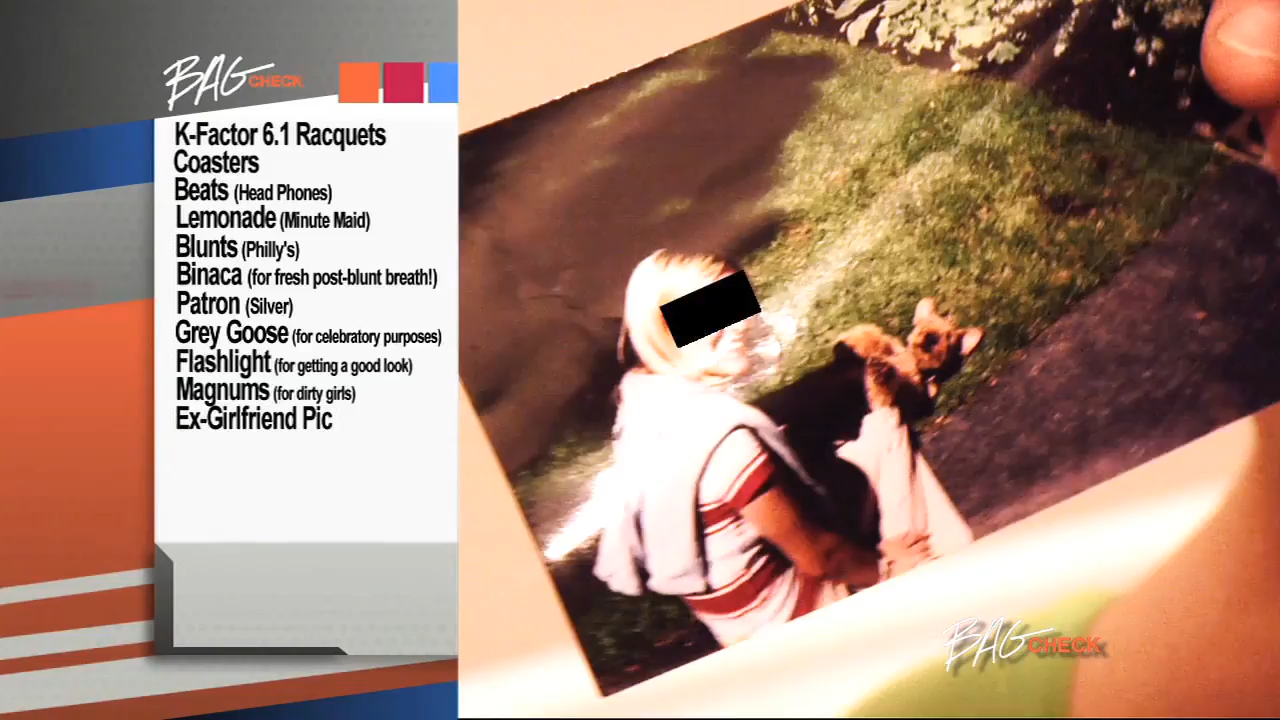 BAG CHECK
K-Factor 6.1 Racquets
Coasters
Beats (Head Phones)
Lemonade (Minute Maid)
Blunts (Philly's)
Binaca (for fresh post-blunt breath!)
Patron (Silver)
Grey Goose (for celebratory purposes)
Flashlight (for getting a good look)
Magnums (for dirty girls)
Ex-Girlfriend Pic
BAG CHECK